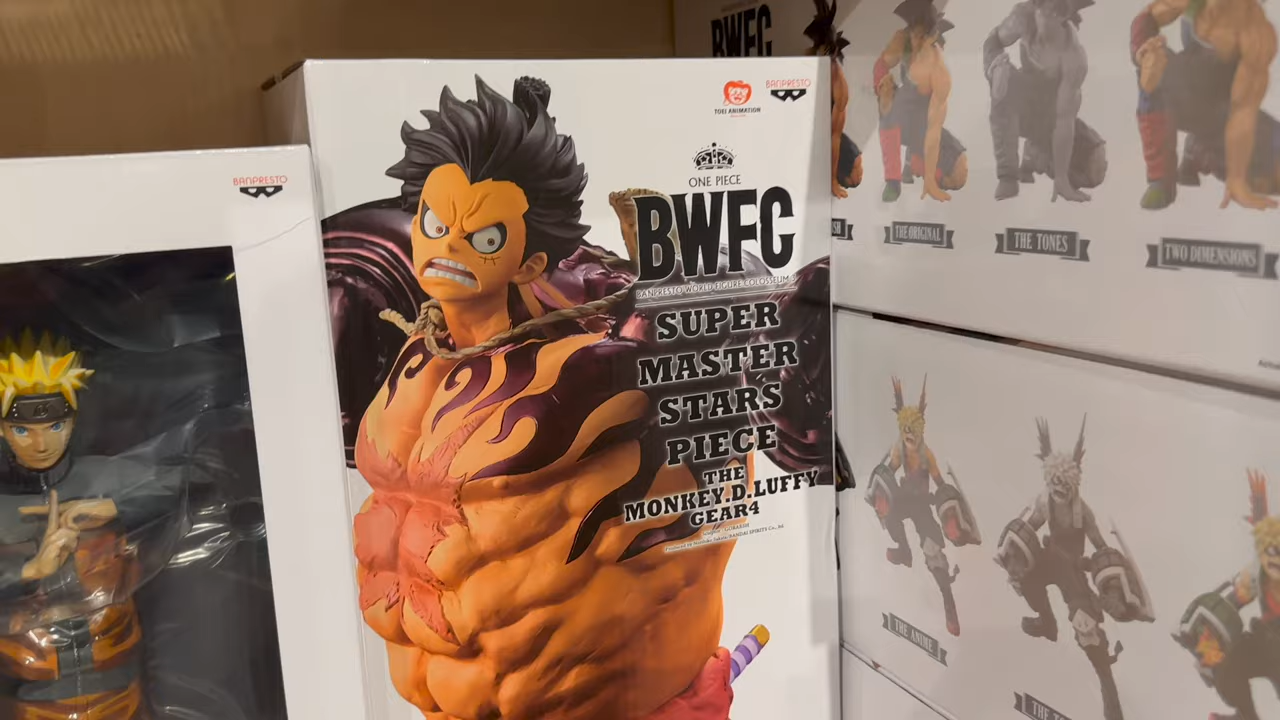 BANPRESTO
TOEI ANIMATION
BANPRESTO
ONE PIECE
BWFC
BANPRESTO WORLD FIGURE COLOSSEUM
SUPER
MASTER
STARS
PIECE
THE
MONKEY.D.LUFFY
GEAR4
BWFC
THE ORIGINAL
THE TONES
TWO DIMENSIONS
THE ANIME